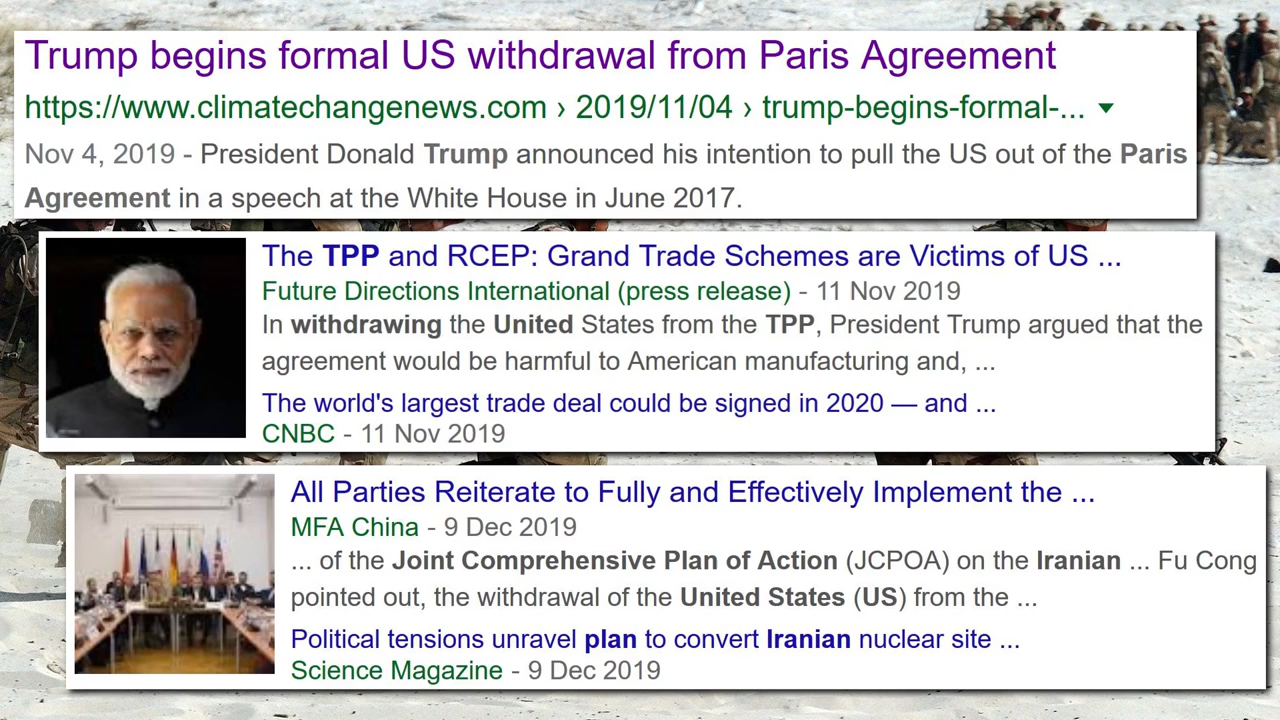 Trump begins formal US withdrawal from Paris Agreement
https://www.climatechangenews.com › 2019/11/04 › trump-begins-formal-...
Nov 4, 2019 - President Donald Trump announced his intention to pull the US out of the Paris
Agreement in a speech at the White House in June 2017.
The TPP and RCEP: Grand Trade Schemes are Victims of US ...
Future Directions International (press release) - 11 Nov 2019
In withdrawing the United States from the TPP, President Trump argued that the
agreement would be harmful to American manufacturing and, ...
The world's largest trade deal could be signed in 2020 — and ...
CNBC - 11 Nov 2019
All Parties Reiterate to Fully and Effectively Implement the ...
MFA China - 9 Dec 2019
... of the Joint Comprehensive Plan of Action (JCPOA) on the Iranian ... Fu Cong
pointed out, the withdrawal of the United States (US) from the ...
Political tensions unravel plan to convert Iranian nuclear site ...
Science Magazine - 9 Dec 2019